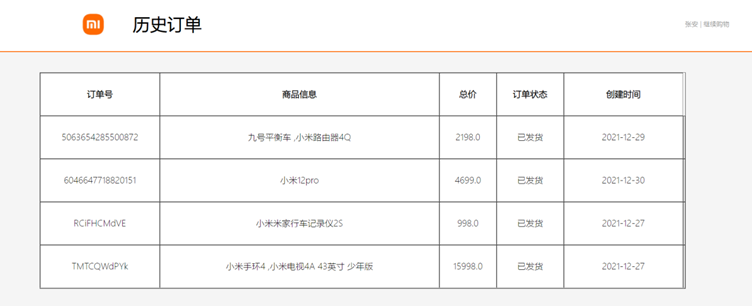 mi 历史订单 张安 | 继续购物
订单号 商品信息 总价 订单状态 创建时间
5063654285500872 九号平衡车 ,小米路由器4Q 2198.0 已发货 2021-12-29
6046647718820151 小米12pro 4699.0 已发货 2021-12-30
RCiFHCMdVE 小米米家行车记录仪2S 998.0 已发货 2021-12-27
TMTCQWdPYk 小米手环4 ,小米电视4A 43英寸 少年版 15998.0 已发货 2021-12-27